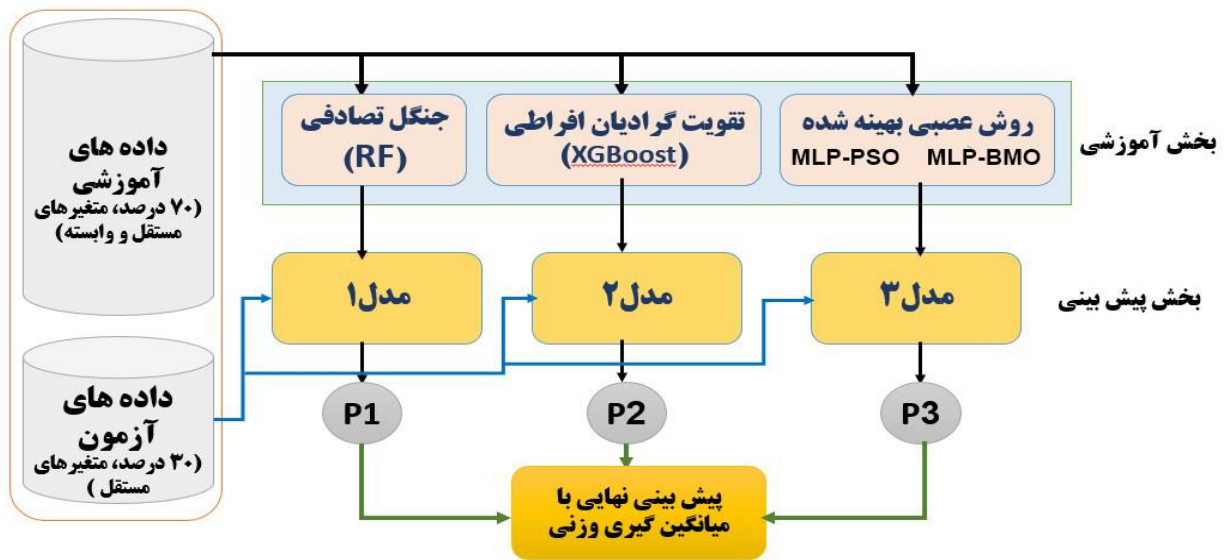 داده های
آموزشی
(۷۰ درصد، متغیرهای
مستقل و وابسته)
جنگل تصادفی
(RF)
تقویت گرادیان افراطی
(XGBoost)
روش عصبی بهینه شده
MLP-PSO MLP-BMO
بخش آموزشی
مدل۱
مدل۲
مدل۳
بخش پیش بینی
داده های
آزمون
(۳۰ درصد، متغیرهای
مستقل )
P1
P2
P3
پیش بینی نهایی با
میانگین گیری وزنی